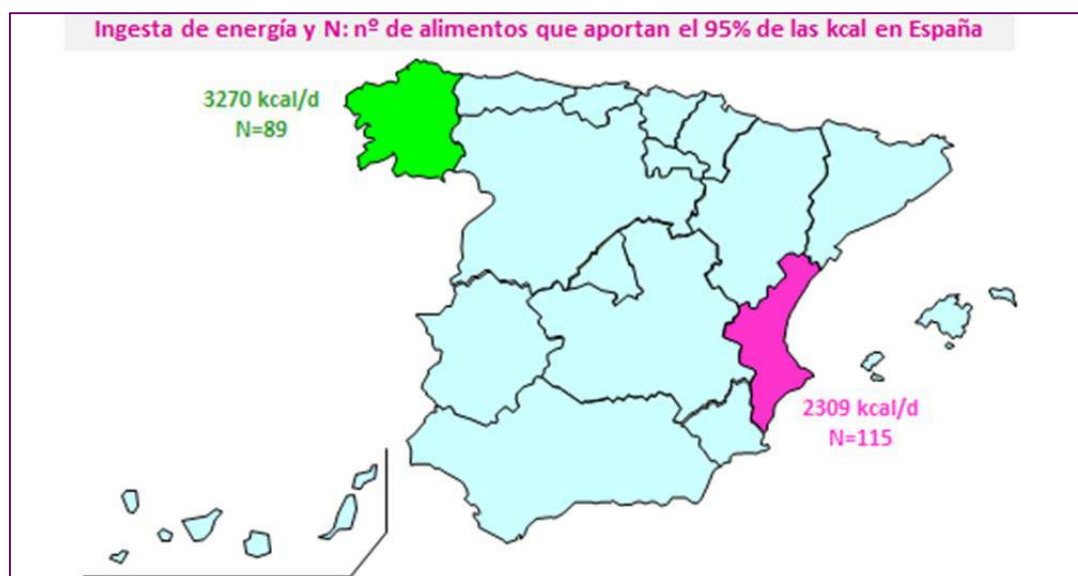 Ingesta de energía y N: nº de alimentos que aportan el 95% de las kcal en España
3270 kcal/d
N=89
2309 kcal/d
N=115